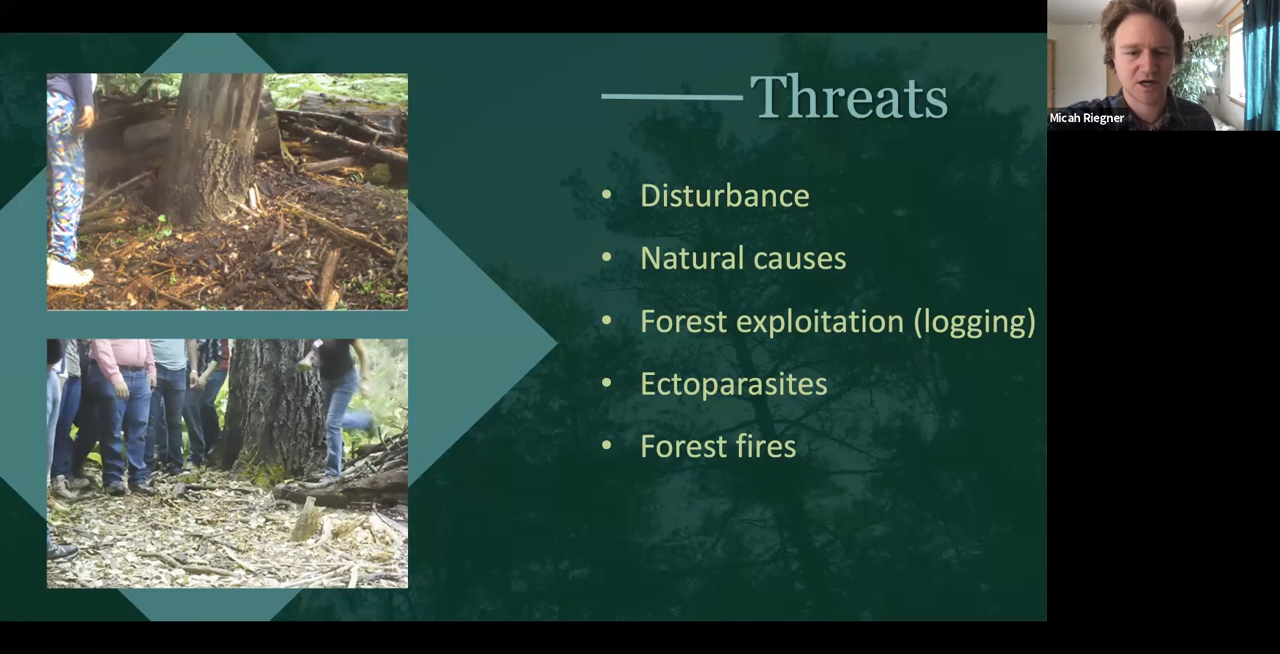 Threats
• Disturbance
• Natural causes
• Forest exploitation (logging)
• Ectoparasites
• Forest fires
Micah Riegner